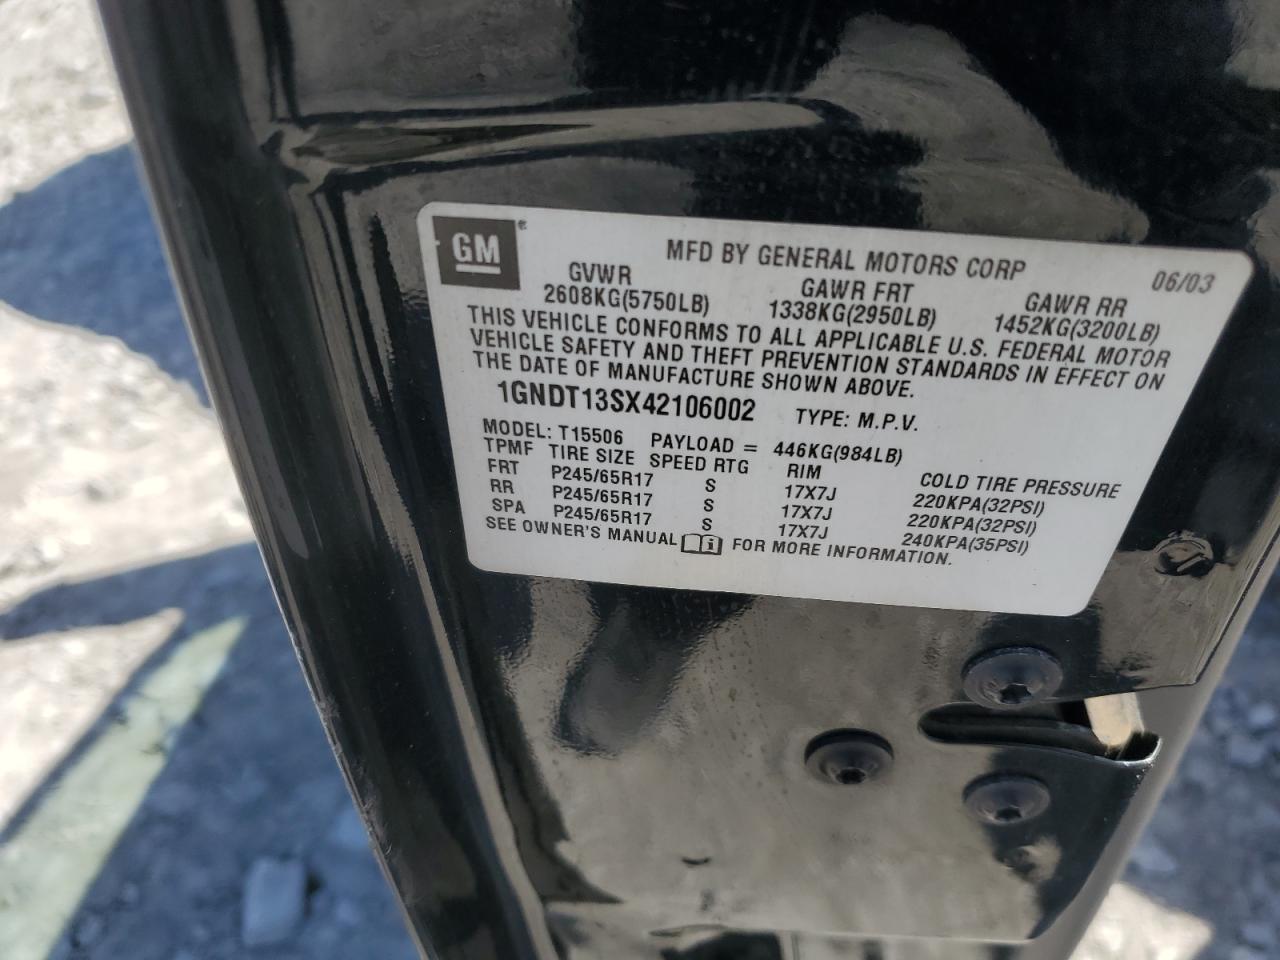 GM® MFD BY GENERAL MOTORS CORP 06/03
GVWR GAWR FRT GAWR RR
2608KG(5750LB) 1338KG(2950LB) 1452KG(3200LB)
THIS VEHICLE CONFORMS TO ALL APPLICABLE U.S. FEDERAL MOTOR
VEHICLE SAFETY AND THEFT PREVENTION STANDARDS IN EFFECT ON
THE DATE OF MANUFACTURE SHOWN ABOVE.
1GNDT13SX42106002 TYPE: M.P.V.
MODEL: T15506 PAYLOAD = 446KG(984LB)
TPMF TIRE SIZE SPEED RTG RIM COLD TIRE PRESSURE
FRT P245/65R17 S 17X7J 220KPA(32PSI)
RR P245/65R17 S 17X7J 220KPA(32PSI)
SPA P245/65R17 S 17X7J 240KPA(35PSI)
SEE OWNER'S MANUAL i FOR MORE INFORMATION.